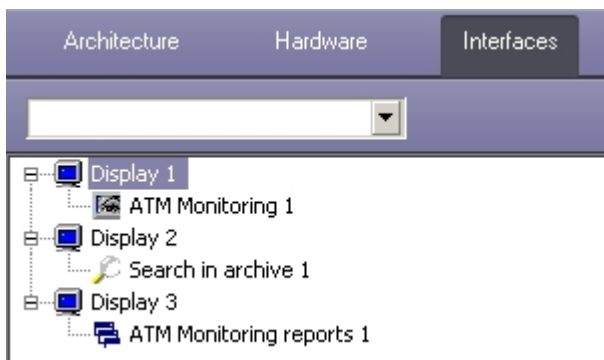 Architecture Hardware Interfaces
Display 1
ATM Monitoring 1
Display 2
Search in archive 1
Display 3
ATM Monitoring reports 1